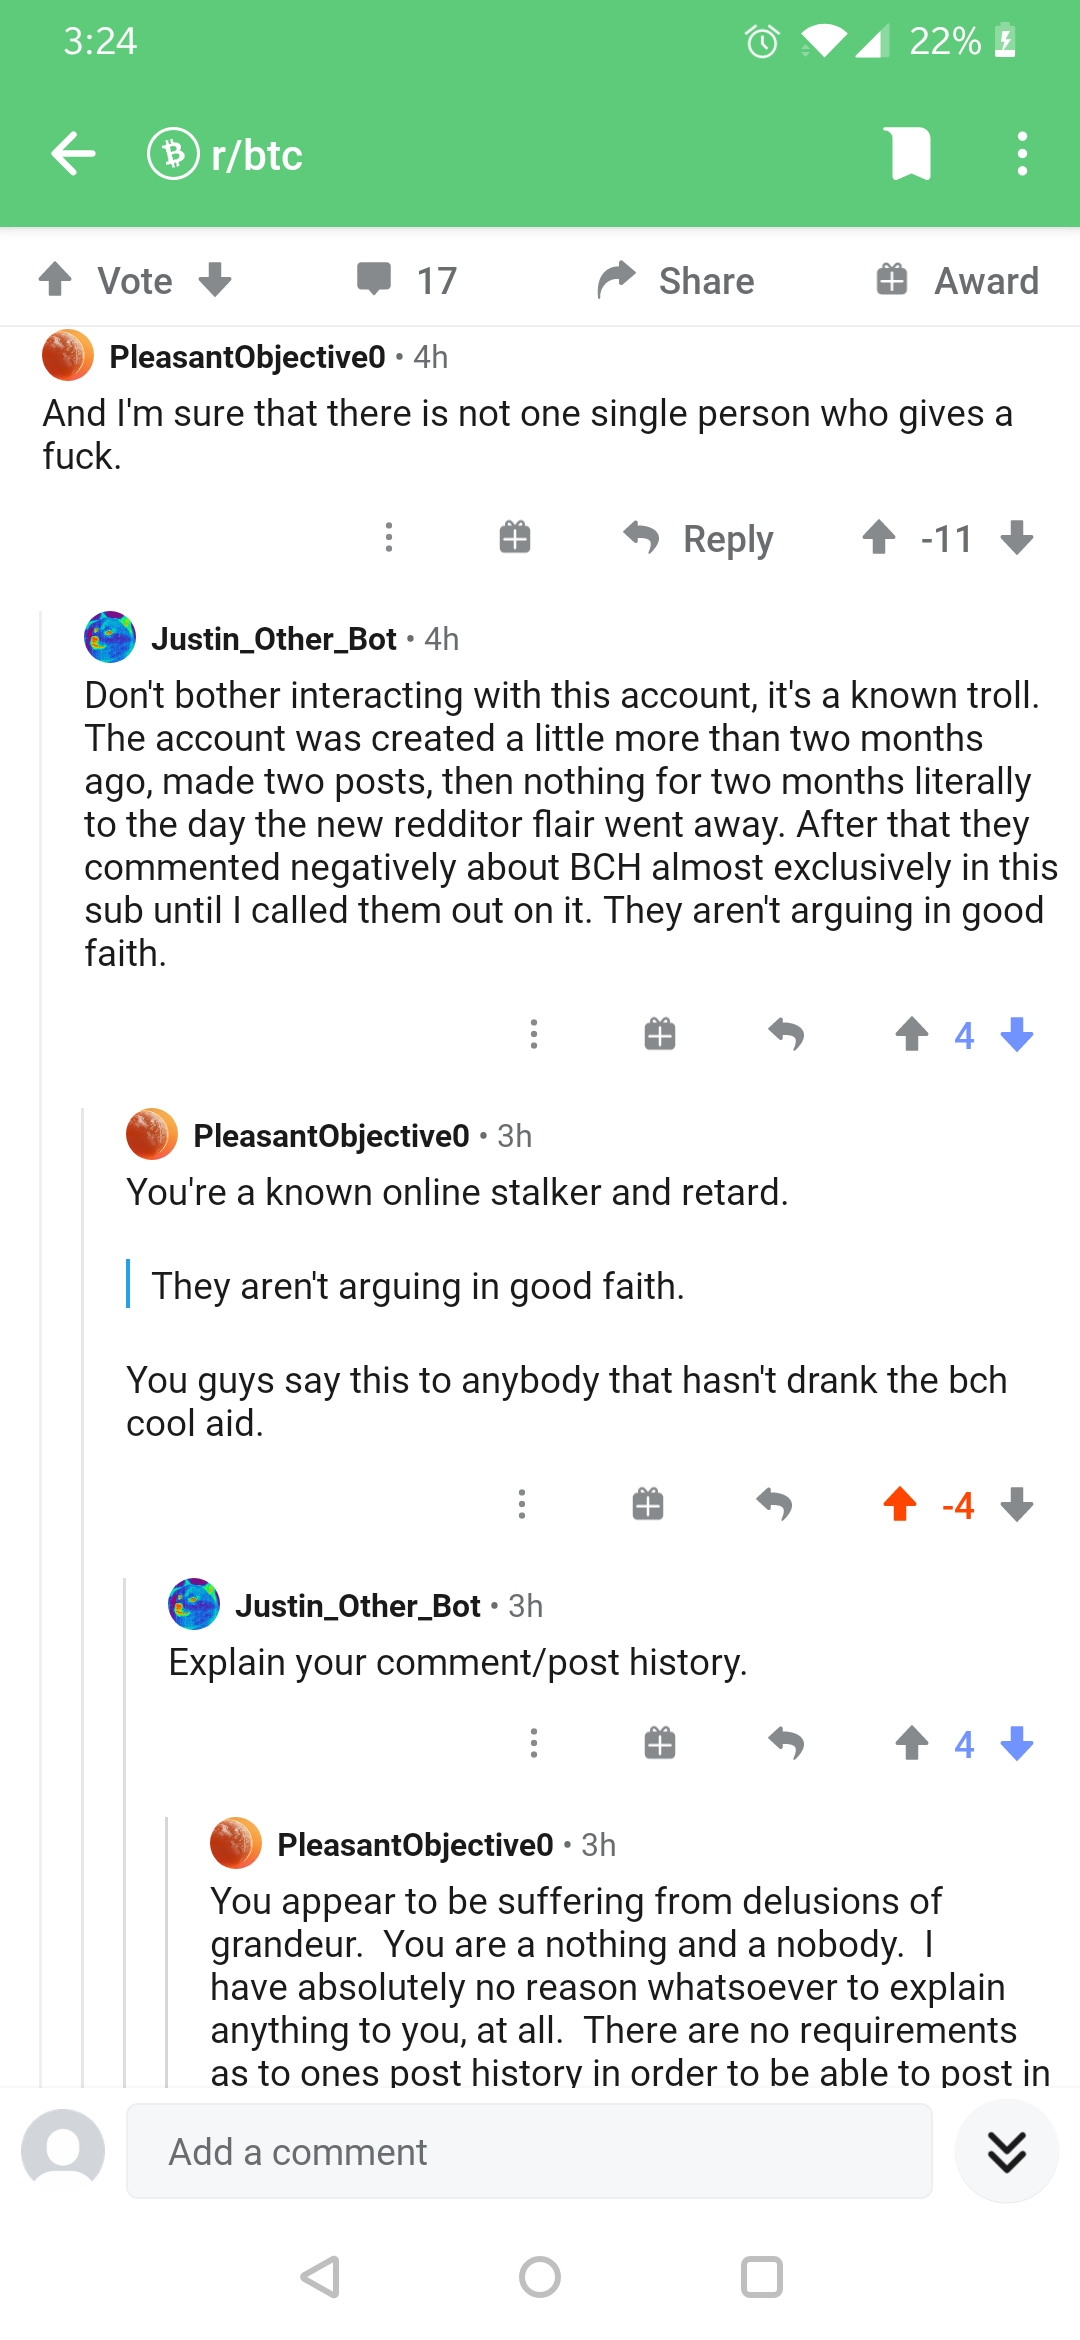 3:24
22%
r/btc
Vote
17
Share
Award
PleasantObjective0 • 4h
And I'm sure that there is not one single person who gives a
fuck.
Reply
-11
Justin_Other_Bot • 4h
Don't bother interacting with this account, it's a known troll.
The account was created a little more than two months
ago, made two posts, then nothing for two months literally
to the day the new redditor flair went away. After that they
commented negatively about BCH almost exclusively in this
sub until I called them out on it. They aren't arguing in good
faith.
4
PleasantObjective0 • 3h
You're a known online stalker and retard.
They aren't arguing in good faith.
You guys say this to anybody that hasn't drank the bch
cool aid.
-4
Justin_Other_Bot • 3h
Explain your comment/post history.
4
PleasantObjective0 • 3h
You appear to be suffering from delusions of
grandeur.  You are a nothing and a nobody.  I
have absolutely no reason whatsoever to explain
anything to you, at all.  There are no requirements
as to ones post history in order to be able to post in
Add a comment